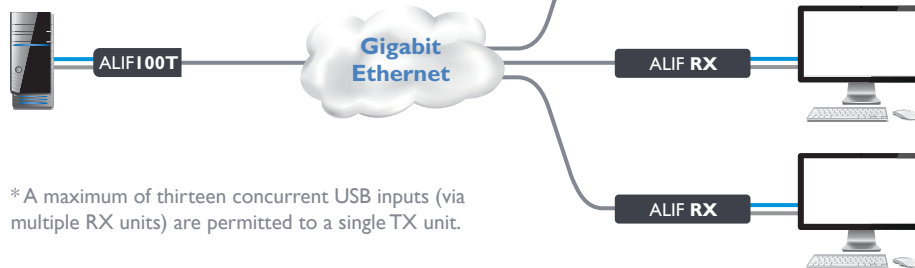 Gigabit
Ethernet
ALIF100T
ALIF RX
ALIF RX
* A maximum of thirteen concurrent USB inputs (via
multiple RX units) are permitted to a single TX unit.